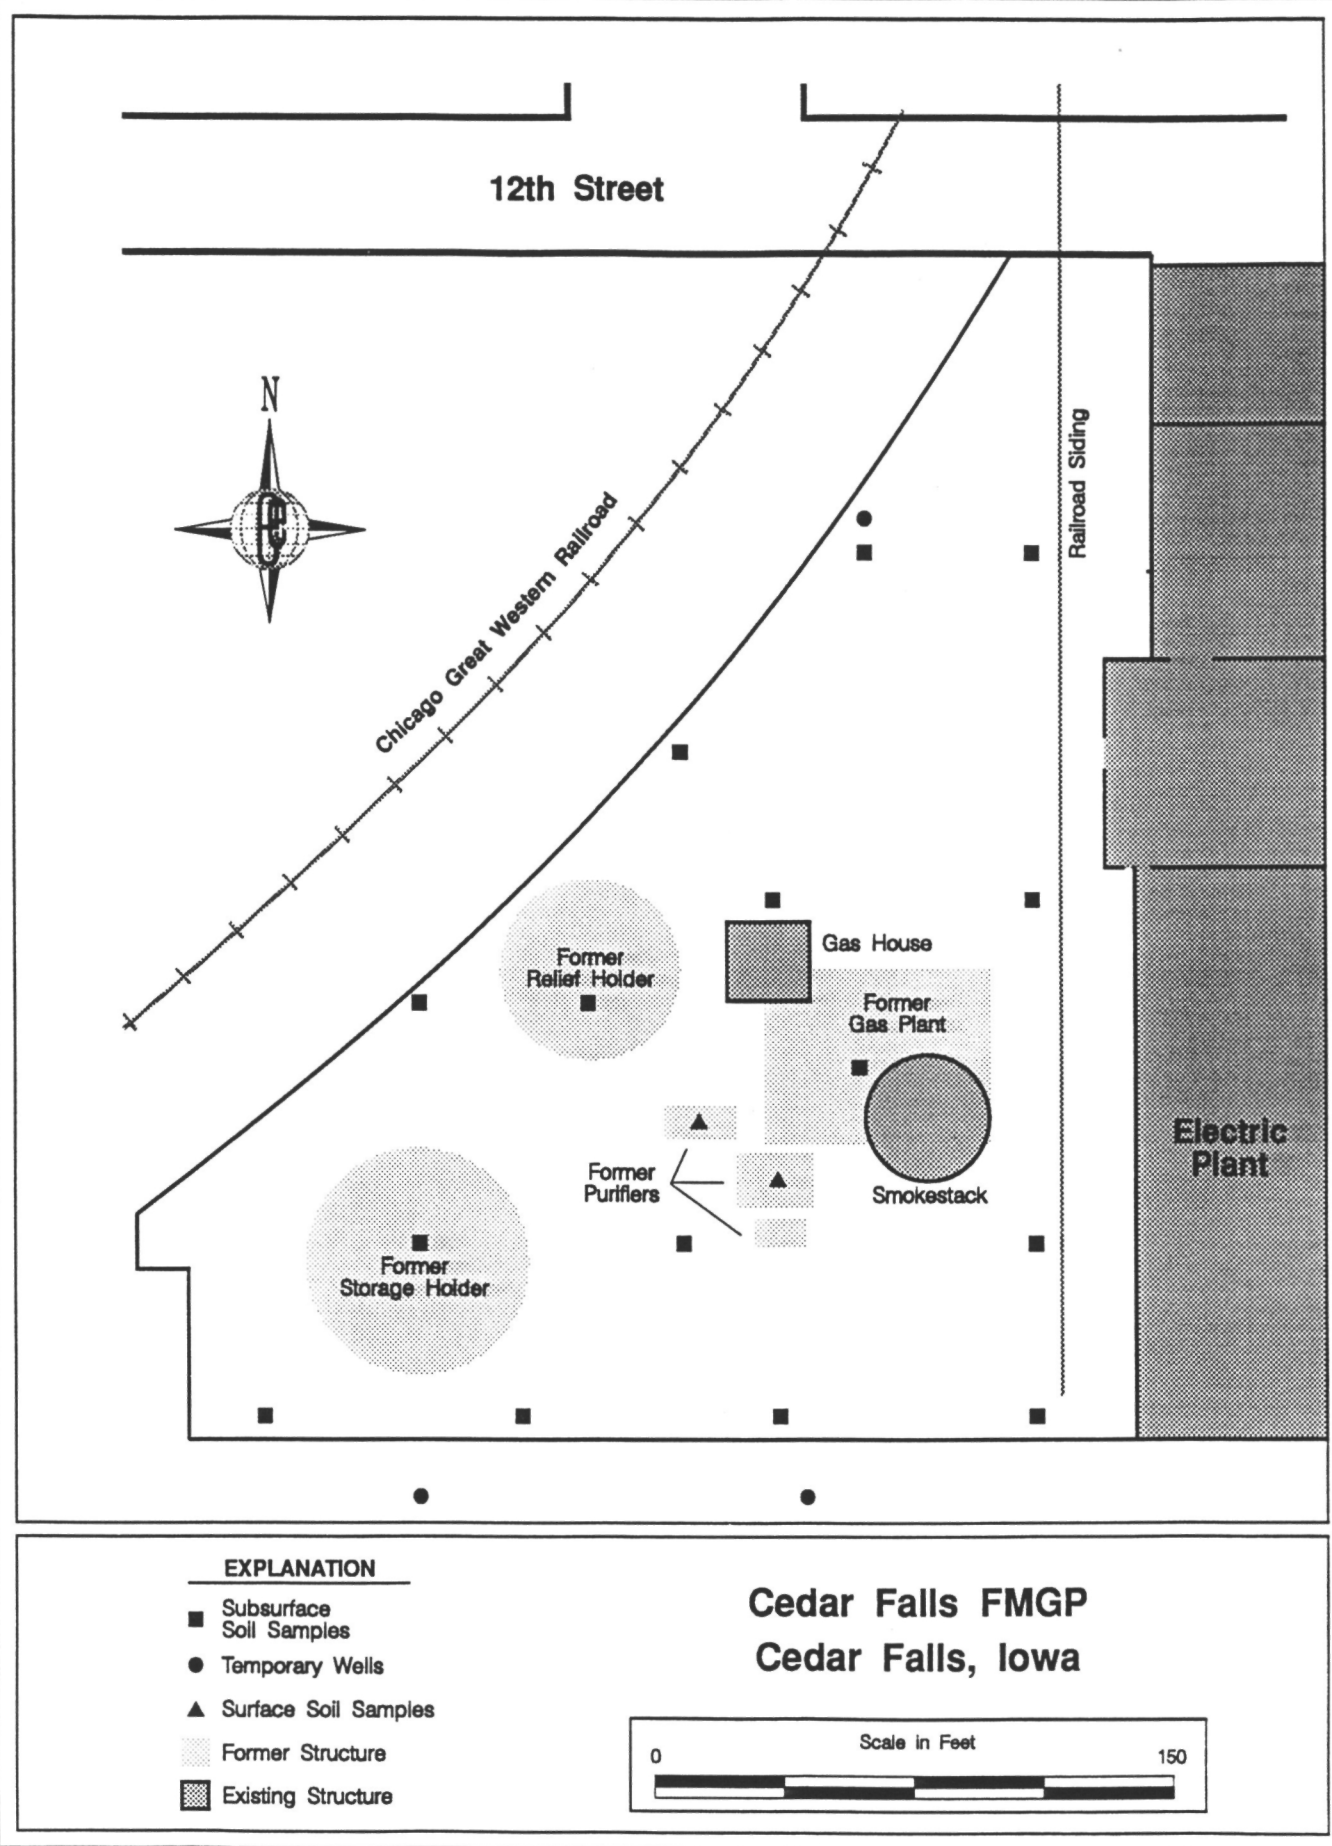 12th Street
N
Railroad Siding
Chicago Great Western Railroad
Gas House
Former
Relief Holder
Former
Gas Plant
Electric
Plant
Former
Purifiers
Smokestack
Former
Storage Holder
EXPLANATION
Subsurface
Soil Samples
Temporary Wells
Surface Soil Samples
Former Structure
Existing Structure
Cedar Falls FMGP
Cedar Falls, Iowa
Scale in Feet
0 150